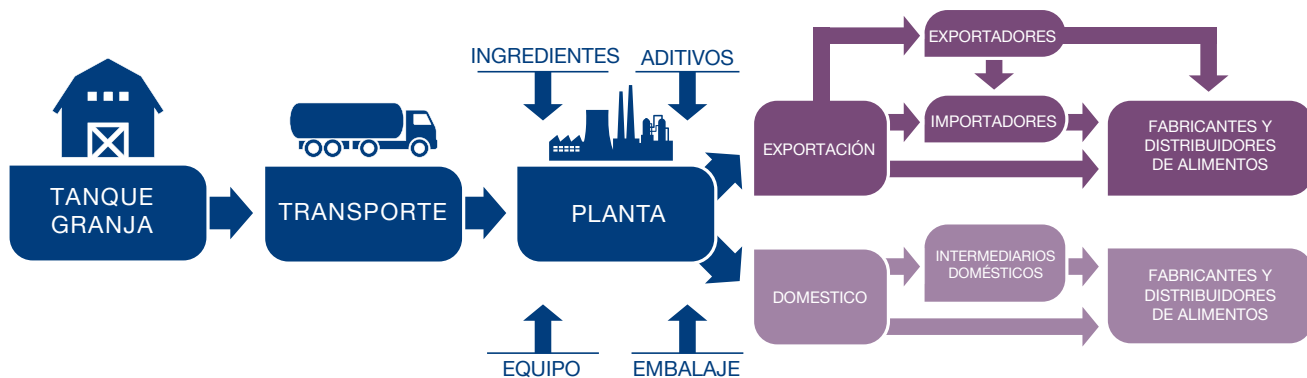 TANQUE
GRANJA
TRANSPORTE
INGREDIENTES
ADITIVOS
PLANTA
EQUIPO
EMBALAJE
EXPORTACIÓN
EXPORTADORES
IMPORTADORES
FABRICANTES Y
DISTRIBUIDORES
DE ALIMENTOS
DOMESTICO
INTERMEDIARIOS
DOMÉSTICOS
FABRICANTES Y
DISTRIBUIDORES
DE ALIMENTOS